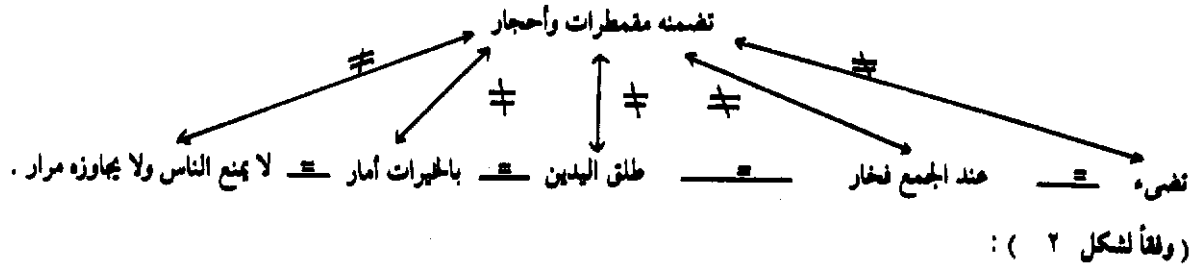 تضمنه مقمطرات وأحجار
≠ ≠ ≠ ≠ ≠
تضىء = عند الجمع فخار = طلق اليدين = بالخيرات أمار = لا يمنع الناس ولا يجاوزه مرار .
( وفقاً لشكل ٢ ) :